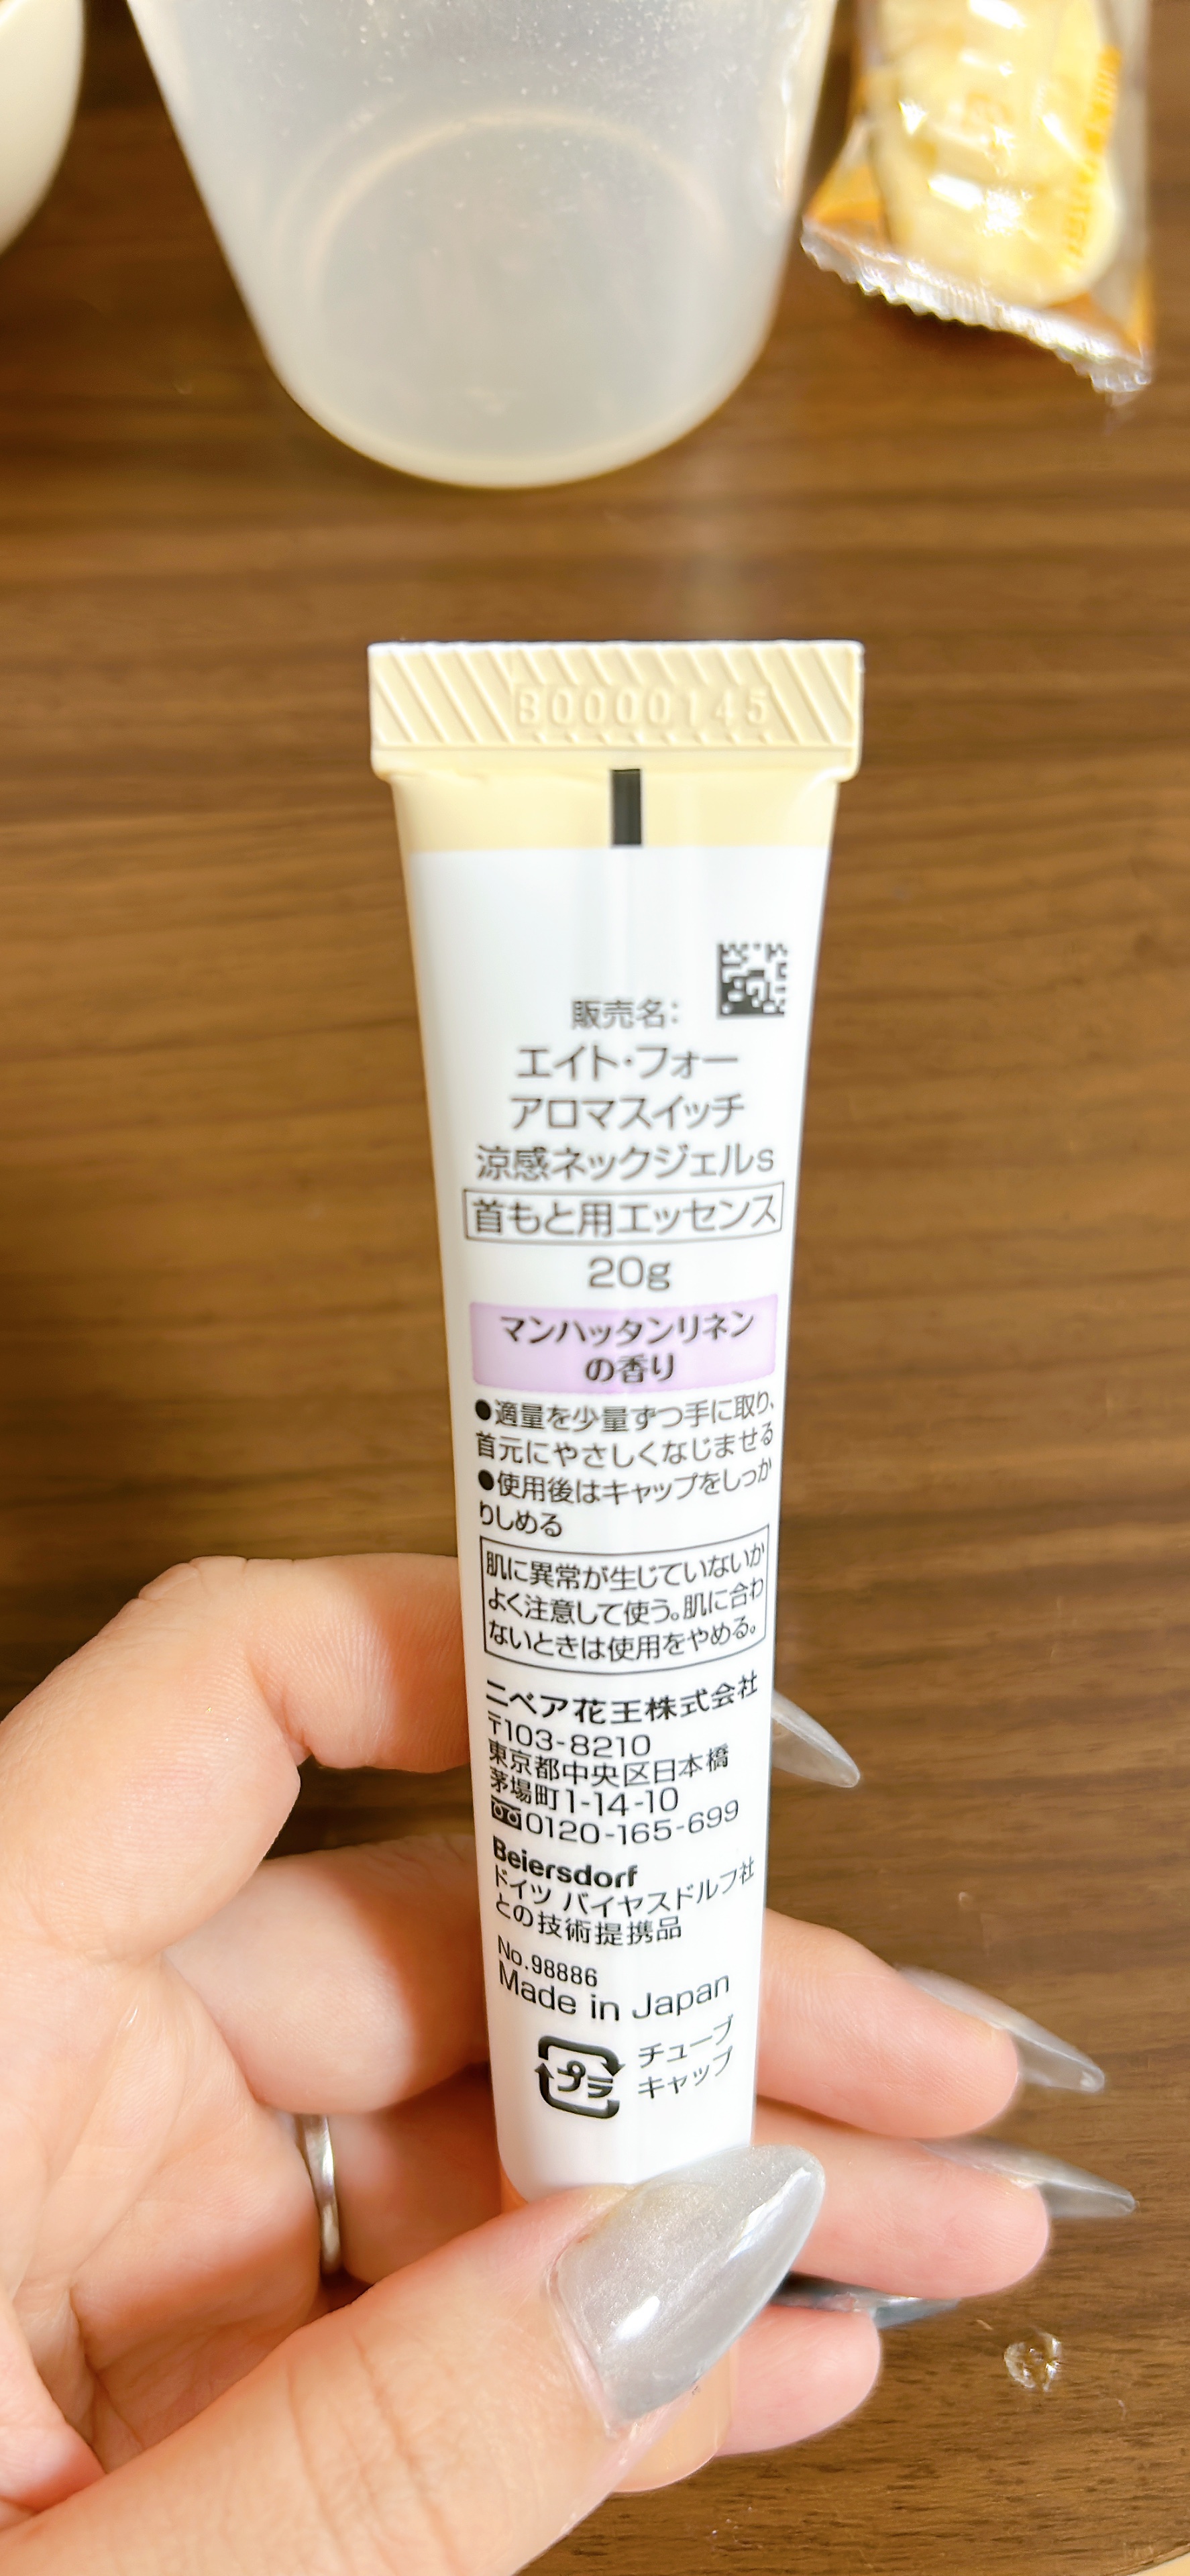 B0000145
販売名：
エイト・フォー
アロマスイッチ
涼感ネックジェルs
首もと用エッセンス
20g
マンハッタンリネン
の香り
●適量を少量ずつ手に取り、
首元にやさしくなじませる
●使用後はキャップをしっか
りしめる
肌に異常が生じていないか
よく注意して使う。肌に合わ
ないときは使用をやめる。
ニベア花王株式会社
〒103-8210
東京都中央区日本橋
茅場町1-14-10
0120-165-699
Beiersdorf
ドイツ バイヤスドルフ社
との技術提携品
No.98886
Made in Japan
プラ
チューブ
キャップ